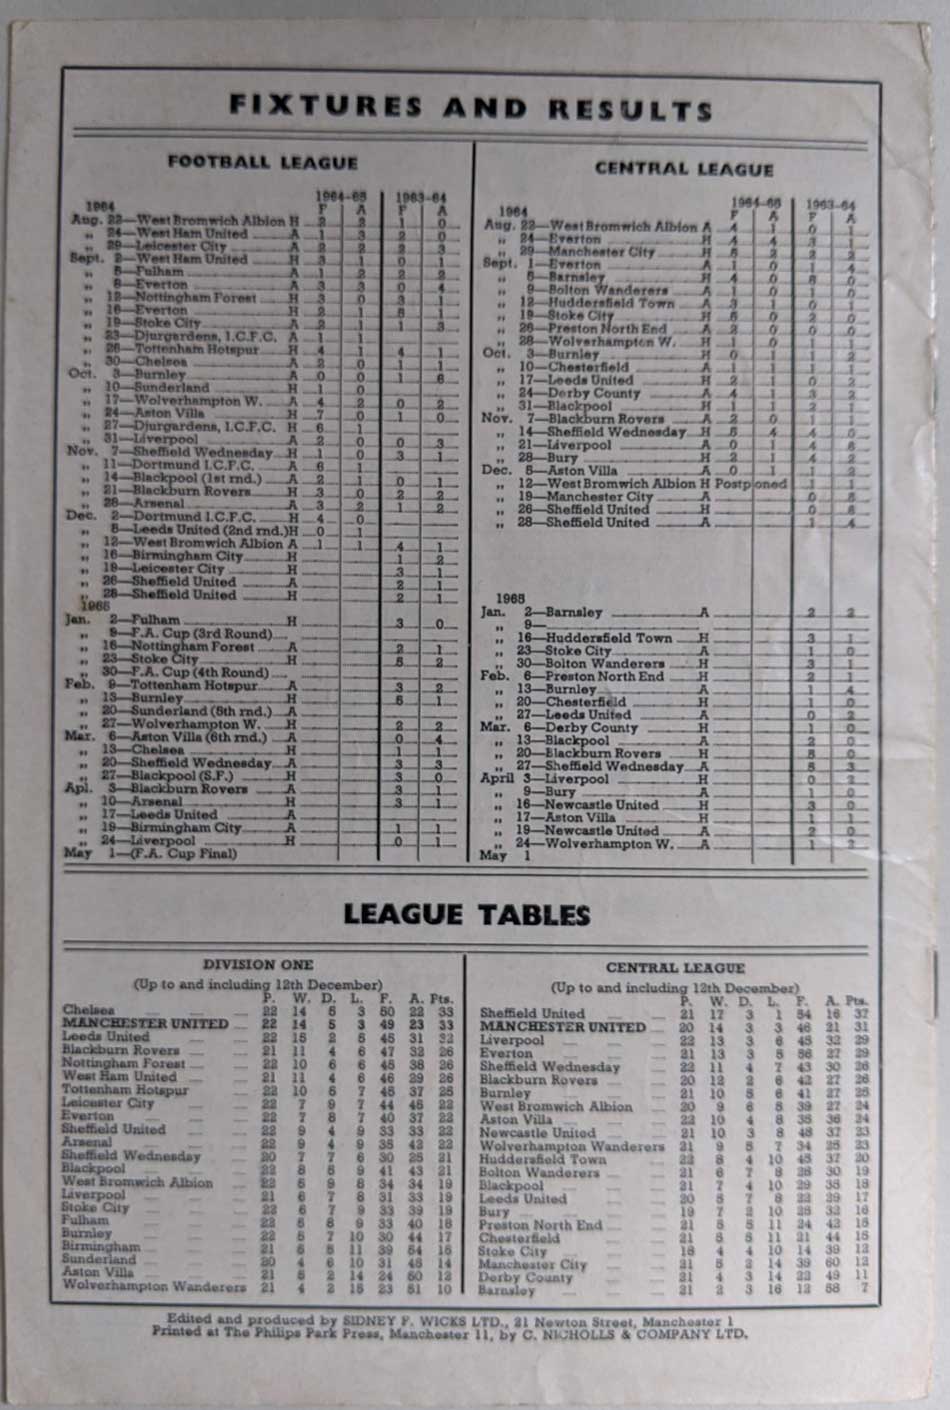 FIXTURES AND RESULTS
FOOTBALL LEAGUE
1964-65 1963-64
1964 F A F A
Aug. 22—West Bromwich Albion H 2 2 1 0
„ 24—West Ham United A 1 3 2 0
„ 29—Leicester City A 2 2 2 3
Sept. 2—West Ham United H 3 1 0 1
„ 5—Fulham A 1 2 2 2
„ 8—Everton A 3 3 0 4
„ 12—Nottingham Forest H 3 0 3 1
„ 16—Everton H 2 1 5 1
„ 19—Stoke City A 2 1 1 3
„ 23—Djurgardens, I.C.F.C. A 1 1
„ 26—Tottenham Hotspur H 4 1 4 1
„ 30—Chelsea A 2 0 1 1
Oct. 3—Burnley A 0 0 1 6
„ 10—Sunderland H 1 0
„ 17—Wolverhampton W. A 4 2 0 2
„ 24—Aston Villa H 7 0 1 0
„ 27—Djurgardens, I.C.F.C. H 6 1
„ 31—Liverpool A 2 0 0 3
Nov. 7—Sheffield Wednesday H 1 0 3 1
„ 11—Dortmund I.C.F.C. A 6 1
„ 14—Blackpool (1st rnd.) A 2 1 0 1
„ 21—Blackburn Rovers H 3 0 2 2
„ 28—Arsenal A 3 2 1 2
Dec. 2—Dortmund I.C.F.C. H 4 0
„ 5—Leeds United (2nd rnd.)H 0 1
„ 12—West Bromwich Albion A 1 1 4 1
„ 16—Birmingham City H 1 2
„ 19—Leicester City H 3 1
„ 26—Sheffield United A 2 1
„ 28—Sheffield United H 2 1
1965
Jan. 2—Fulham H 3 0
„ 9—F.A. Cup (3rd Round)
„ 16—Nottingham Forest A 2 1
„ 23—Stoke City H 5 2
„ 30—F.A. Cup (4th Round)
Feb. 9—Tottenham Hotspur A 3 2
„ 13—Burnley H 5 1
„ 20—Sunderland (5th rnd.)
„ 27—Wolverhampton W. H 2 2
Mar. 6—Aston Villa (6th rnd.) A 0 4
„ 13—Chelsea H 1 1
„ 20—Sheffield Wednesday A 3 3
„ 27—Blackpool (S.F.) H 3 0
Apl. 3—Blackburn Rovers A 3 1
„ 10—Arsenal H 3 1
„ 17—Leeds United A
„ 19—Birmingham City A 1 1
„ 24—Liverpool H 0 1
May 1—(F.A. Cup Final)
CENTRAL LEAGUE
1964-65 1963-64
1964 F A F A
Aug. 22—West Bromwich Albion A 4 1 0 1
„ 24—Everton H 4 4 3 1
„ 29—Manchester City H 2 2
Sept. 1—Everton A 1 0 1 4
„ 5—Barnsley H 4 0 0
„ 9—Bolton Wanderers A 1 0 1 0
„ 12—Huddersfield Town A 3 1 0 1
„ 19—Stoke City H 0 2 0
„ 26—Preston North End A 2 0 0
„ 28—Wolverhampton W. H 1 0 1 1
Oct. 3—Burnley H 0 1 1 2
„ 10—Chesterfield A 1 1 1 1
„ 17—Leeds United H 2 1 0 2
„ 24—Derby County A 4 1 3 2
„ 31—Blackpool H 1 1 2 1
Nov. 7—Blackburn Rovers A 2 0 1 1
„ 14—Sheffield Wednesday H 5 4 4 0
„ 21—Liverpool A 0 1 4
„ 28—Bury H 2 1 4 2
Dec. 5—Aston Villa A 0 1 1 2
„ 12—West Bromwich Albion H Postponed 1 1
„ 19—Manchester City A 0
„ 26—Sheffield United H 0
„ 28—Sheffield United A 1 4
1965
Jan. 2—Barnsley A 2 2
„ 9—
„ 16—Huddersfield Town H 3 1
„ 23—Stoke City A 1 0
„ 30—Bolton Wanderers H 3 1
Feb. 6—Preston North End H 2 1
„ 13—Burnley A 1 4
„ 20—Chesterfield H 1 0
„ 27—Leeds United A 0 2
Mar. 6—Derby County H 1 0
„ 13—Blackpool A 2 0
„ 20—Blackburn Rovers H 0
„ 27—Sheffield Wednesday A 3
April 3—Liverpool H 0 2
„ 9—Bury A 1 0
„ 16—Newcastle United H 3 0
„ 17—Aston Villa H 1 1
„ 19—Newcastle United A 2 0
„ 24—Wolverhampton W. A 1 2
May 1
LEAGUE TABLES
DIVISION ONE
(Up to and including 12th December)
P. W. D. L. F. A. Pts.
Chelsea 22 14 5 3 50 22 33
MANCHESTER UNITED 22 14 5 3 49 23 33
Leeds United 22 15 2 5 45 31 32
Blackburn Rovers 21 11 4 6 47 32 26
Nottingham Forest 22 10 6 6 45 38 26
West Ham United 21 11 4 6 46 29 26
Tottenham Hotspur 22 10 5 7 45 37 25
Leicester City 22 7 9 7 44 45 22
Everton 22 7 8 7 40 37 22
Sheffield United 22 9 4 9 33 33 22
Arsenal 22 9 4 9 35 42 22
Sheffield Wednesday 20 7 7 6 30 25 21
Blackpool 22 8 5 9 41 43 21
West Bromwich Albion 22 9 8 34 34 19
Liverpool 21 6 7 8 31 33 19
Stoke City 22 6 7 9 33 39 19
Fulham 22 5 8 9 33 40 18
Burnley 22 5 7 10 30 44 17
Birmingham 21 5 11 39 54 16
Sunderland 20 4 6 10 31 45 14
Aston Villa 21 5 2 14 24 50 12
Wolverhampton Wanderers 21 4 2 15 23 51 10
CENTRAL LEAGUE
(Up to and including 12th December)
P. W. D. L. F. A. Pts.
Sheffield United 21 17 3 1 54 16 37
MANCHESTER UNITED 20 14 3 3 46 21 31
Liverpool 22 13 3 6 45 32 29
Everton 21 13 3 5 56 27 29
Sheffield Wednesday 22 11 4 7 43 30 26
Blackburn Rovers 20 12 2 6 42 27 26
Burnley 21 10 5 6 41 27 25
West Bromwich Albion 20 9 6 5 39 27 24
Aston Villa 22 10 4 8 35 36 24
Newcastle United 21 10 3 8 48 37 23
Wolverhampton Wanderers 21 9 5 7 34 25 23
Huddersfield Town 22 8 4 10 45 37 20
Bolton Wanderers 21 6 7 8 28 30 19
Blackpool 21 7 4 10 29 35 18
Leeds United 20 5 7 8 22 29 17
Bury 19 7 2 10 25 32 16
Preston North End 21 5 5 11 24 42 15
Chesterfield 21 5 5 11 21 44 15
Stoke City 18 4 4 10 14 39 12
Manchester City 21 5 2 14 39 60 12
Derby County 21 4 3 14 22 49 11
Barnsley 21 2 3 16 12 58 7
Edited and produced by SIDNEY F. WICKS LTD., 21 Newton Street, Manchester 1
Printed at The Philips Park Press, Manchester 11, by C. NICHOLLS & COMPANY LTD.